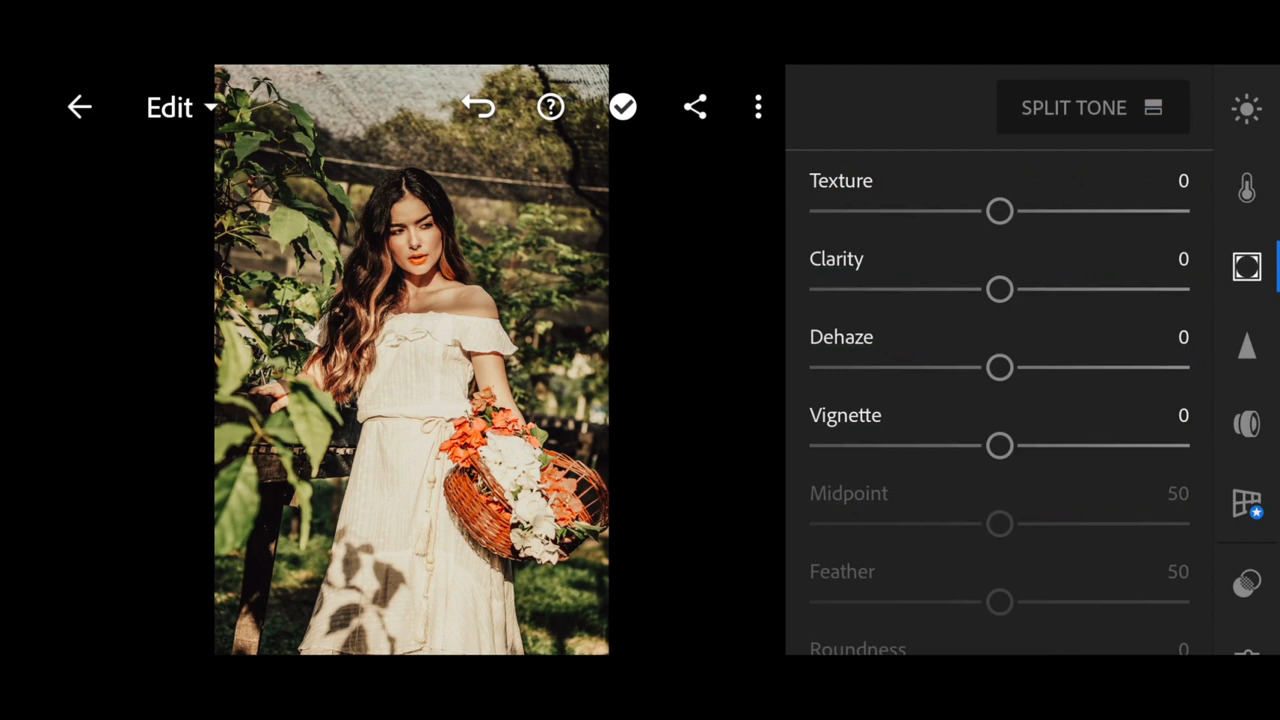 Edit
SPLIT TONE
Texture 0
Clarity 0
Dehaze 0
Vignette 0
Midpoint 50
Feather 50
Roundness 0